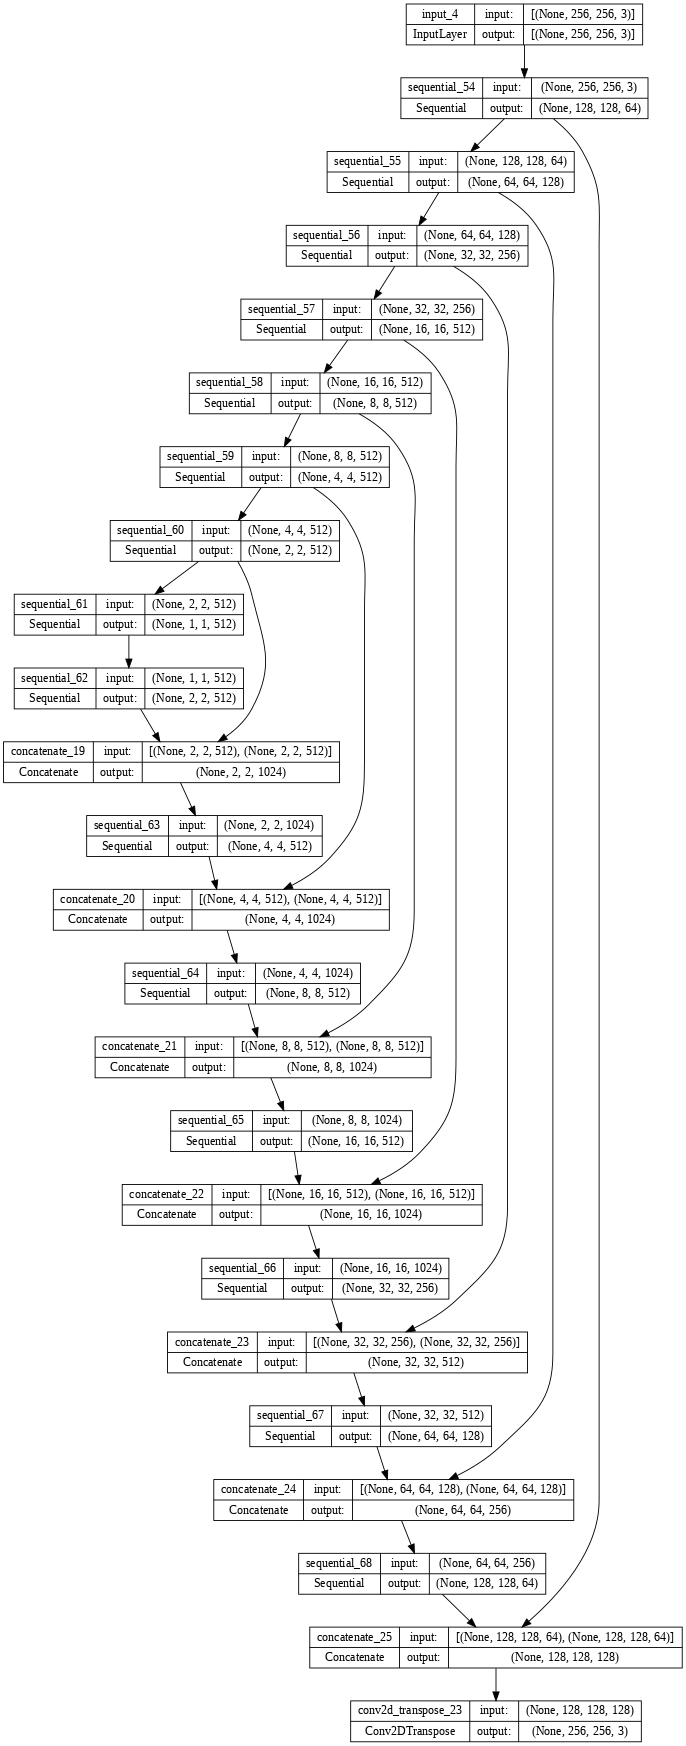 input_4 input: [(None, 256, 256, 3)]
InputLayer output: [(None, 256, 256, 3)]
sequential_54 input: (None, 256, 256, 3)
Sequential output: (None, 128, 128, 64)
sequential_55 input: (None, 128, 128, 64)
Sequential output: (None, 64, 64, 128)
sequential_56 input: (None, 64, 64, 128)
Sequential output: (None, 32, 32, 256)
sequential_57 input: (None, 32, 32, 256)
Sequential output: (None, 16, 16, 512)
sequential_58 input: (None, 16, 16, 512)
Sequential output: (None, 8, 8, 512)
sequential_59 input: (None, 8, 8, 512)
Sequential output: (None, 4, 4, 512)
sequential_60 input: (None, 4, 4, 512)
Sequential output: (None, 2, 2, 512)
sequential_61 input: (None, 2, 2, 512)
Sequential output: (None, 1, 1, 512)
sequential_62 input: (None, 1, 1, 512)
Sequential output: (None, 2, 2, 512)
concatenate_19 input: [(None, 2, 2, 512), (None, 2, 2, 512)]
Concatenate output: (None, 2, 2, 1024)
sequential_63 input: (None, 2, 2, 1024)
Sequential output: (None, 4, 4, 512)
concatenate_20 input: [(None, 4, 4, 512), (None, 4, 4, 512)]
Concatenate output: (None, 4, 4, 1024)
sequential_64 input: (None, 4, 4, 1024)
Sequential output: (None, 8, 8, 512)
concatenate_21 input: [(None, 8, 8, 512), (None, 8, 8, 512)]
Concatenate output: (None, 8, 8, 1024)
sequential_65 input: (None, 8, 8, 1024)
Sequential output: (None, 16, 16, 512)
concatenate_22 input: [(None, 16, 16, 512), (None, 16, 16, 512)]
Concatenate output: (None, 16, 16, 1024)
sequential_66 input: (None, 16, 16, 1024)
Sequential output: (None, 32, 32, 256)
concatenate_23 input: [(None, 32, 32, 256), (None, 32, 32, 256)]
Concatenate output: (None, 32, 32, 512)
sequential_67 input: (None, 32, 32, 512)
Sequential output: (None, 64, 64, 128)
concatenate_24 input: [(None, 64, 64, 128), (None, 64, 64, 128)]
Concatenate output: (None, 64, 64, 256)
sequential_68 input: (None, 64, 64, 256)
Sequential output: (None, 128, 128, 64)
concatenate_25 input: [(None, 128, 128, 64), (None, 128, 128, 64)]
Concatenate output: (None, 128, 128, 128)
conv2d_transpose_23 input: (None, 128, 128, 128)
Conv2DTranspose output: (None, 256, 256, 3)